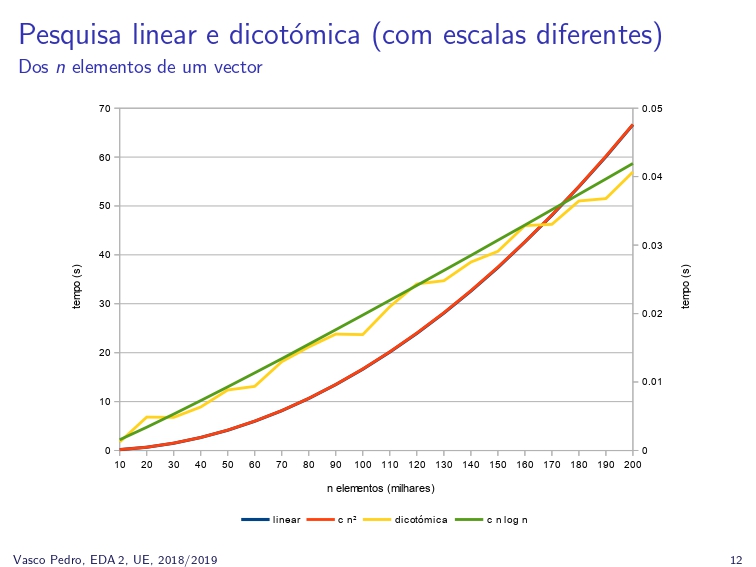 Pesquisa linear e dicotómica (com escalas diferentes)
Dos n elementos de um vector
70
60
50
40
30
20
10
0
tempo (s)
0.05
0.04
0.03
0.02
0.01
0
tempo (s)
10 20 30 40 50 60 70 80 90 100 110 120 130 140 150 160 170 180 190 200
n elementos (milhares)
linear c n² dicotómica c n log n
Vasco Pedro, EDA 2, UE, 2018/2019 12